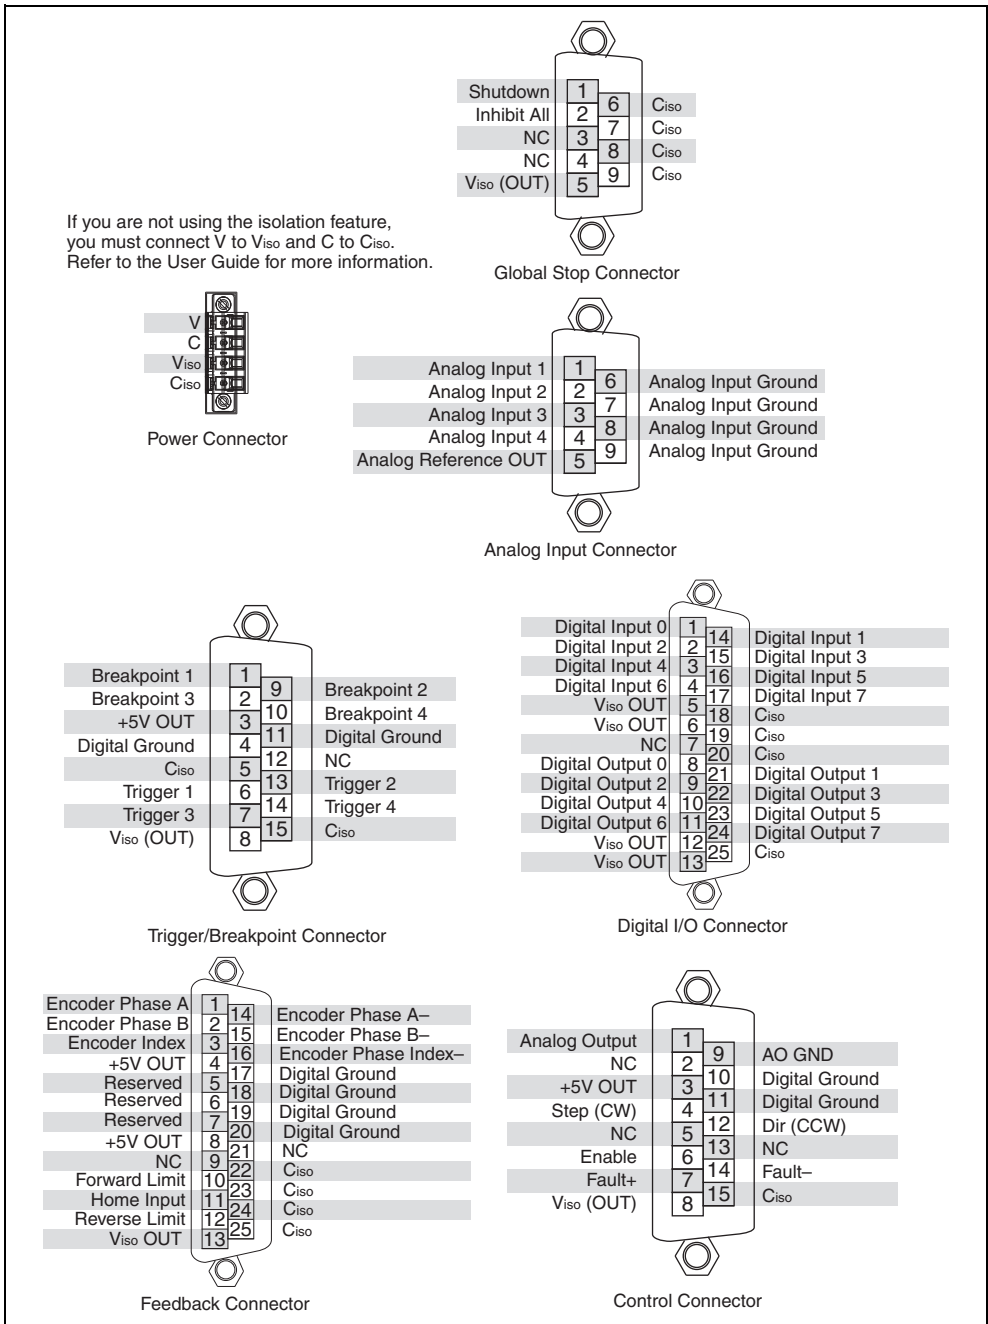 Shutdown 1
6 Ciso
Inhibit All 2
7 Ciso
NC 3
8 Ciso
NC 4
9 Ciso
Viso (OUT) 5
Global Stop Connector
If you are not using the isolation feature,
you must connect V to Viso and C to Ciso.
Refer to the User Guide for more information.
V
C
Viso
Ciso
Power Connector
Analog Input 1 1
6 Analog Input Ground
Analog Input 2 2
7 Analog Input Ground
Analog Input 3 3
8 Analog Input Ground
Analog Input 4 4
9 Analog Input Ground
Analog Reference OUT 5
Analog Input Connector
Breakpoint 1 1
9 Breakpoint 2
Breakpoint 3 2
10 Breakpoint 4
+5V OUT 3
11 Digital Ground
Digital Ground 4
12 NC
Ciso 5
13 Trigger 2
Trigger 1 6
14 Trigger 4
Trigger 3 7
15 Ciso
Viso (OUT) 8
Trigger/Breakpoint Connector
Digital Input 0 1
14 Digital Input 1
Digital Input 2 2
15 Digital Input 3
Digital Input 4 3
16 Digital Input 5
Digital Input 6 4
17 Digital Input 7
Viso OUT 5
18 Ciso
Viso OUT 6
19 Ciso
NC 7
20 Ciso
Digital Output 0 8
21 Digital Output 1
Digital Output 2 9
22 Digital Output 3
Digital Output 4 10
23 Digital Output 5
Digital Output 6 11
24 Digital Output 7
Viso OUT 12
25 Ciso
Viso OUT 13
Digital I/O Connector
Encoder Phase A 1
14 Encoder Phase A–
Encoder Phase B 2
15 Encoder Phase B–
Encoder Index 3
16 Encoder Phase Index–
+5V OUT 4
17 Digital Ground
Reserved 5
18 Digital Ground
Reserved 6
19 Digital Ground
Reserved 7
20 Digital Ground
+5V OUT 8
21 NC
NC 9
22 Ciso
Forward Limit 10
23 Ciso
Home Input 11
24 Ciso
Reverse Limit 12
25 Ciso
Viso OUT 13
Feedback Connector
Analog Output 1
9 AO GND
NC 2
10 Digital Ground
+5V OUT 3
11 Digital Ground
Step (CW) 4
12 Dir (CCW)
NC 5
13 NC
Enable 6
14 Fault–
Fault+ 7
15 Ciso
Viso (OUT) 8
Control Connector